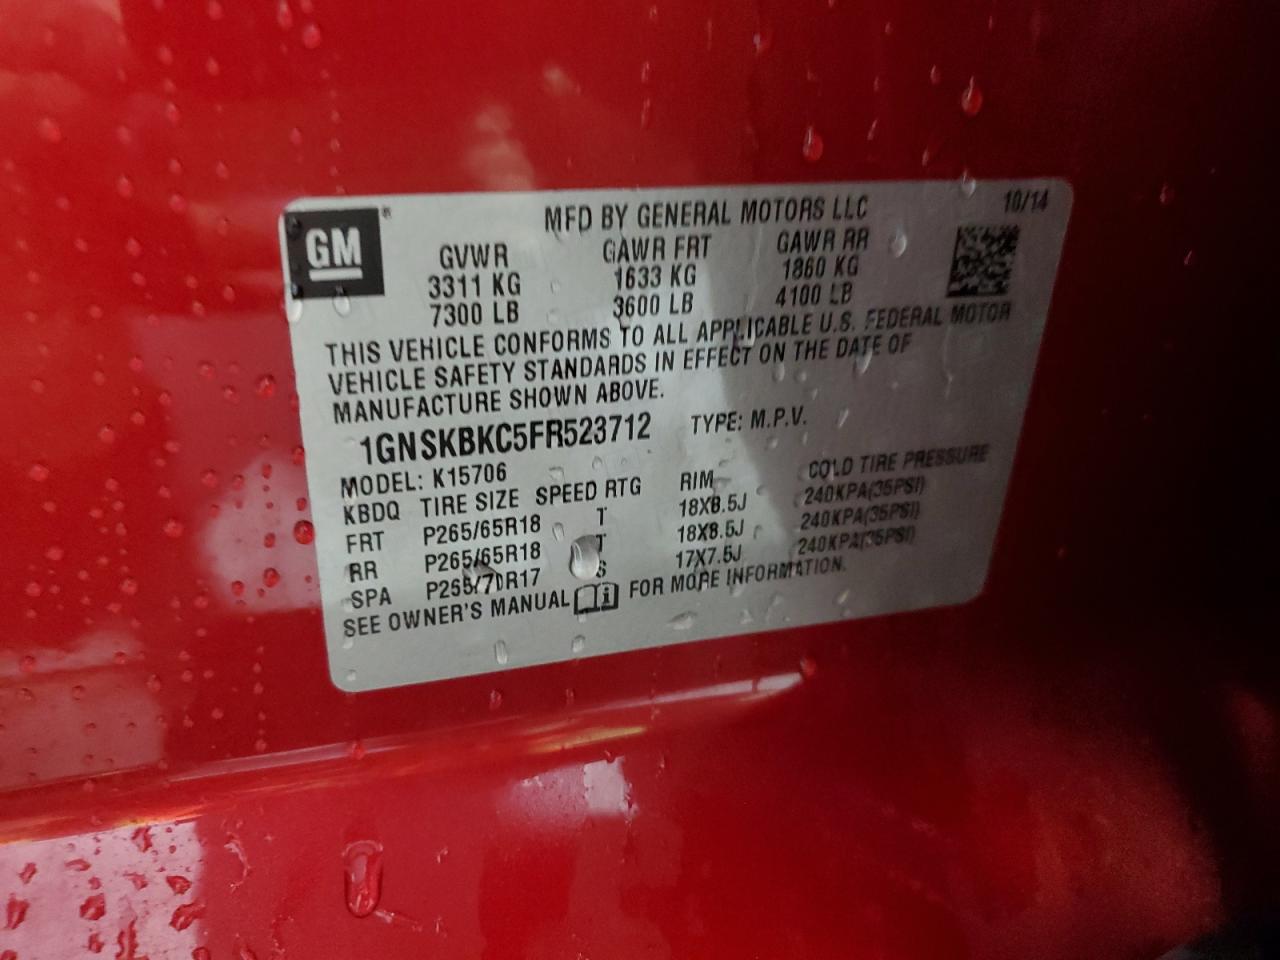 GM
MFD BY GENERAL MOTORS LLC 10/14
GVWR GAWR FRT GAWR RR
3311 KG 1633 KG 1860 KG
7300 LB 3600 LB 4100 LB
THIS VEHICLE CONFORMS TO ALL APPLICABLE U.S. FEDERAL MOTOR
VEHICLE SAFETY STANDARDS IN EFFECT ON THE DATE OF
MANUFACTURE SHOWN ABOVE.
1GNSKBKC5FR523712 TYPE: M.P.V.
MODEL: K15706
KBDQ TIRE SIZE SPEED RTG RIM COLD TIRE PRESSURE
FRT P265/65R18 T 18X8.5J 240KPA(35PSI)
RR P265/65R18 T 18X8.5J 240KPA(35PSI)
SPA P265/70R17 S 17X7.5J 240KPA(35PSI)
SEE OWNER'S MANUAL i FOR MORE INFORMATION.